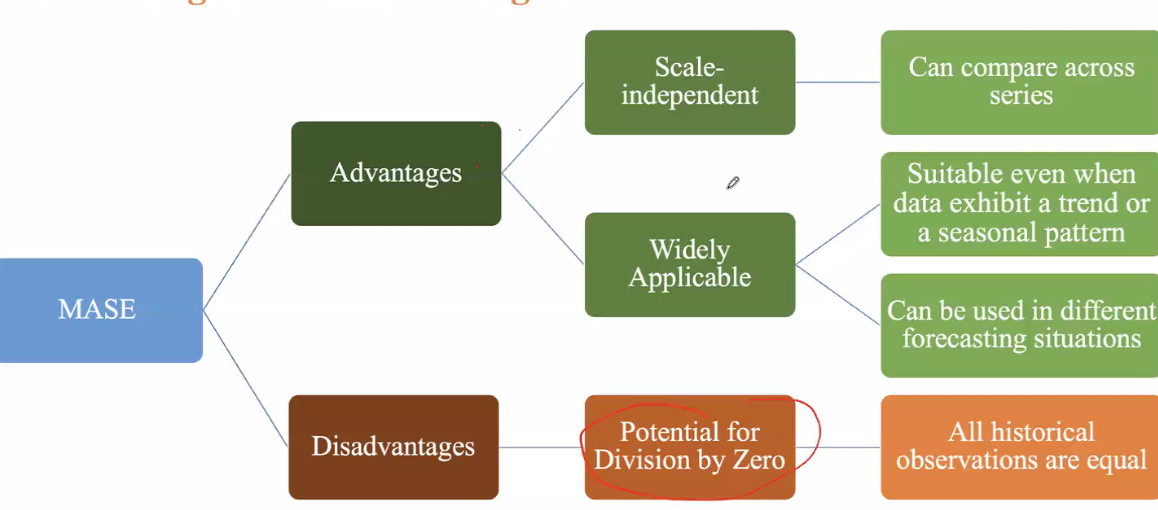 Scale-
independent
Can compare across
series
Advantages
Suitable even when
data exhibit a trend or
a seasonal pattern
Widely
Applicable
MASE
Can be used in different
forecasting situations
Disadvantages
Potential for
Division by Zero
All historical
observations are equal